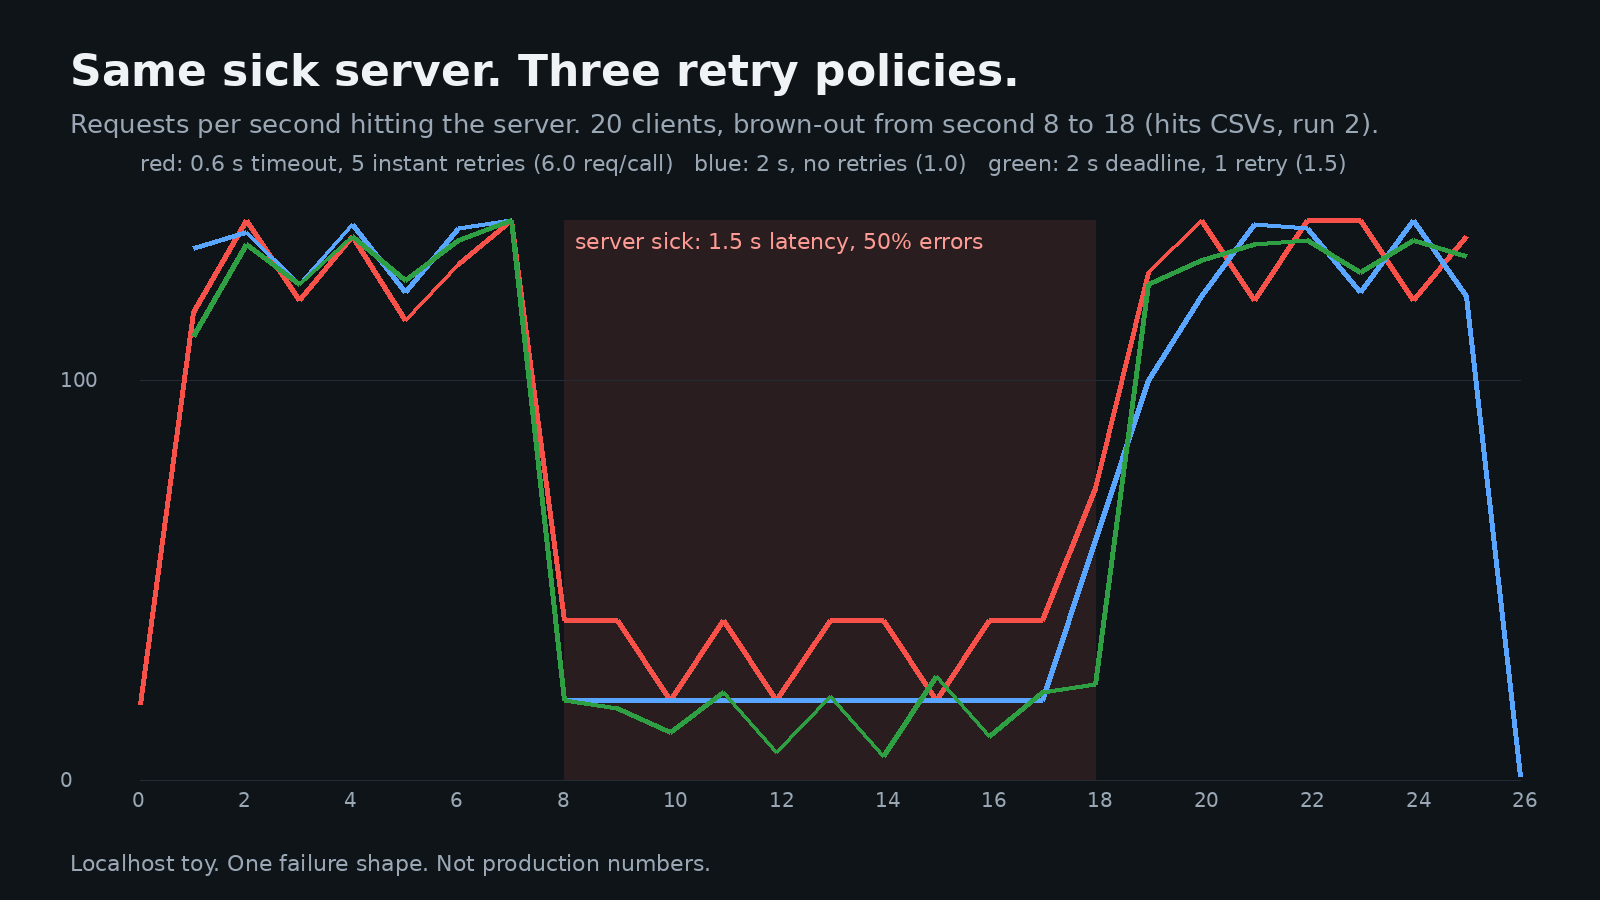 Same sick server. Three retry policies.
Requests per second hitting the server. 20 clients, brown-out from second 8 to 18 (hits CSVs, run 2).
red: 0.6 s timeout, 5 instant retries (6.0 req/call) blue: 2 s, no retries (1.0) green: 2 s deadline, 1 retry (1.5)
server sick: 1.5 s latency, 50% errors
100
0
0 2 4 6 8 10 12 14 16 18 20 22 24 26
Localhost toy. One failure shape. Not production numbers.